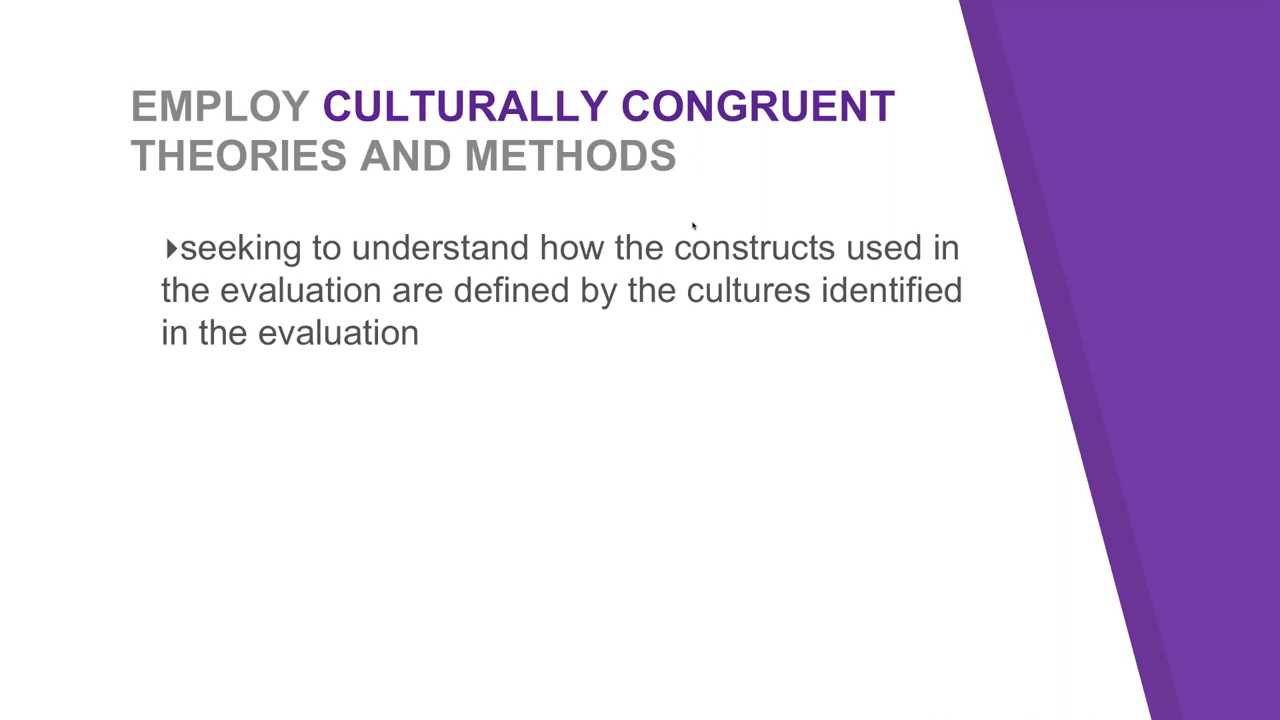 EMPLOY CULTURALLY CONGRUENT
THEORIES AND METHODS
‣seeking to understand how the constructs used in
the evaluation are defined by the cultures identified
in the evaluation